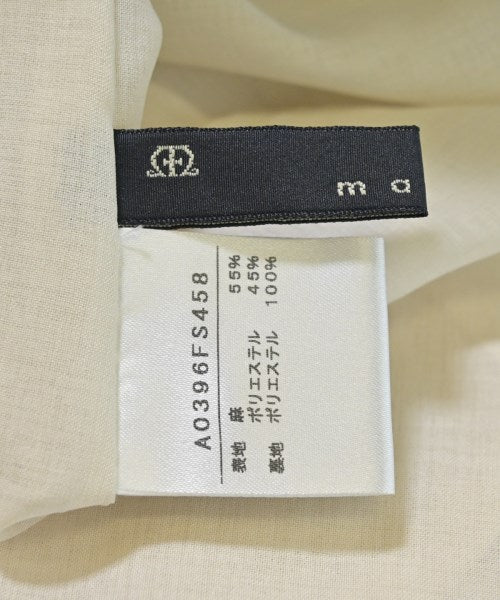 m a
A0396FS458
表地 麻 55%
ポリエステル 45%
裏地 ポリエステル 100%